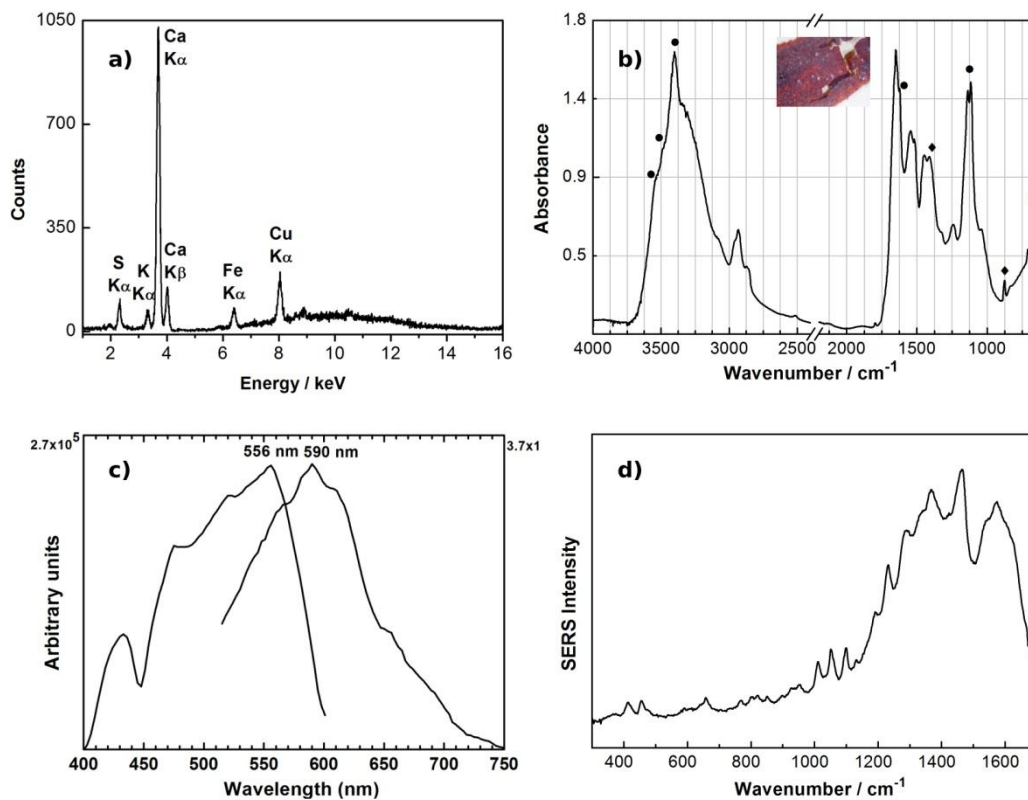 a)
Counts
1050
750
350
0
S
Kα
K
Kα
Ca
Kα
Ca
Kβ
Fe
Kα
Cu
Kα
2 4 6 8 10 12 14 16
Energy / keV
b)
Absorbance
1.8
1.4
0.9
0.5
4000 3500 3000 2500 2000 1500 1000
Wavenumber / cm⁻¹
c)
Arbitrary units
2.7x10⁵
3.7x1
556 nm 590 nm
400 450 500 550 600 650 700 750
Wavelength (nm)
d)
SERS Intensity
400 600 800 1000 1200 1400 1600
Wavenumber / cm⁻¹